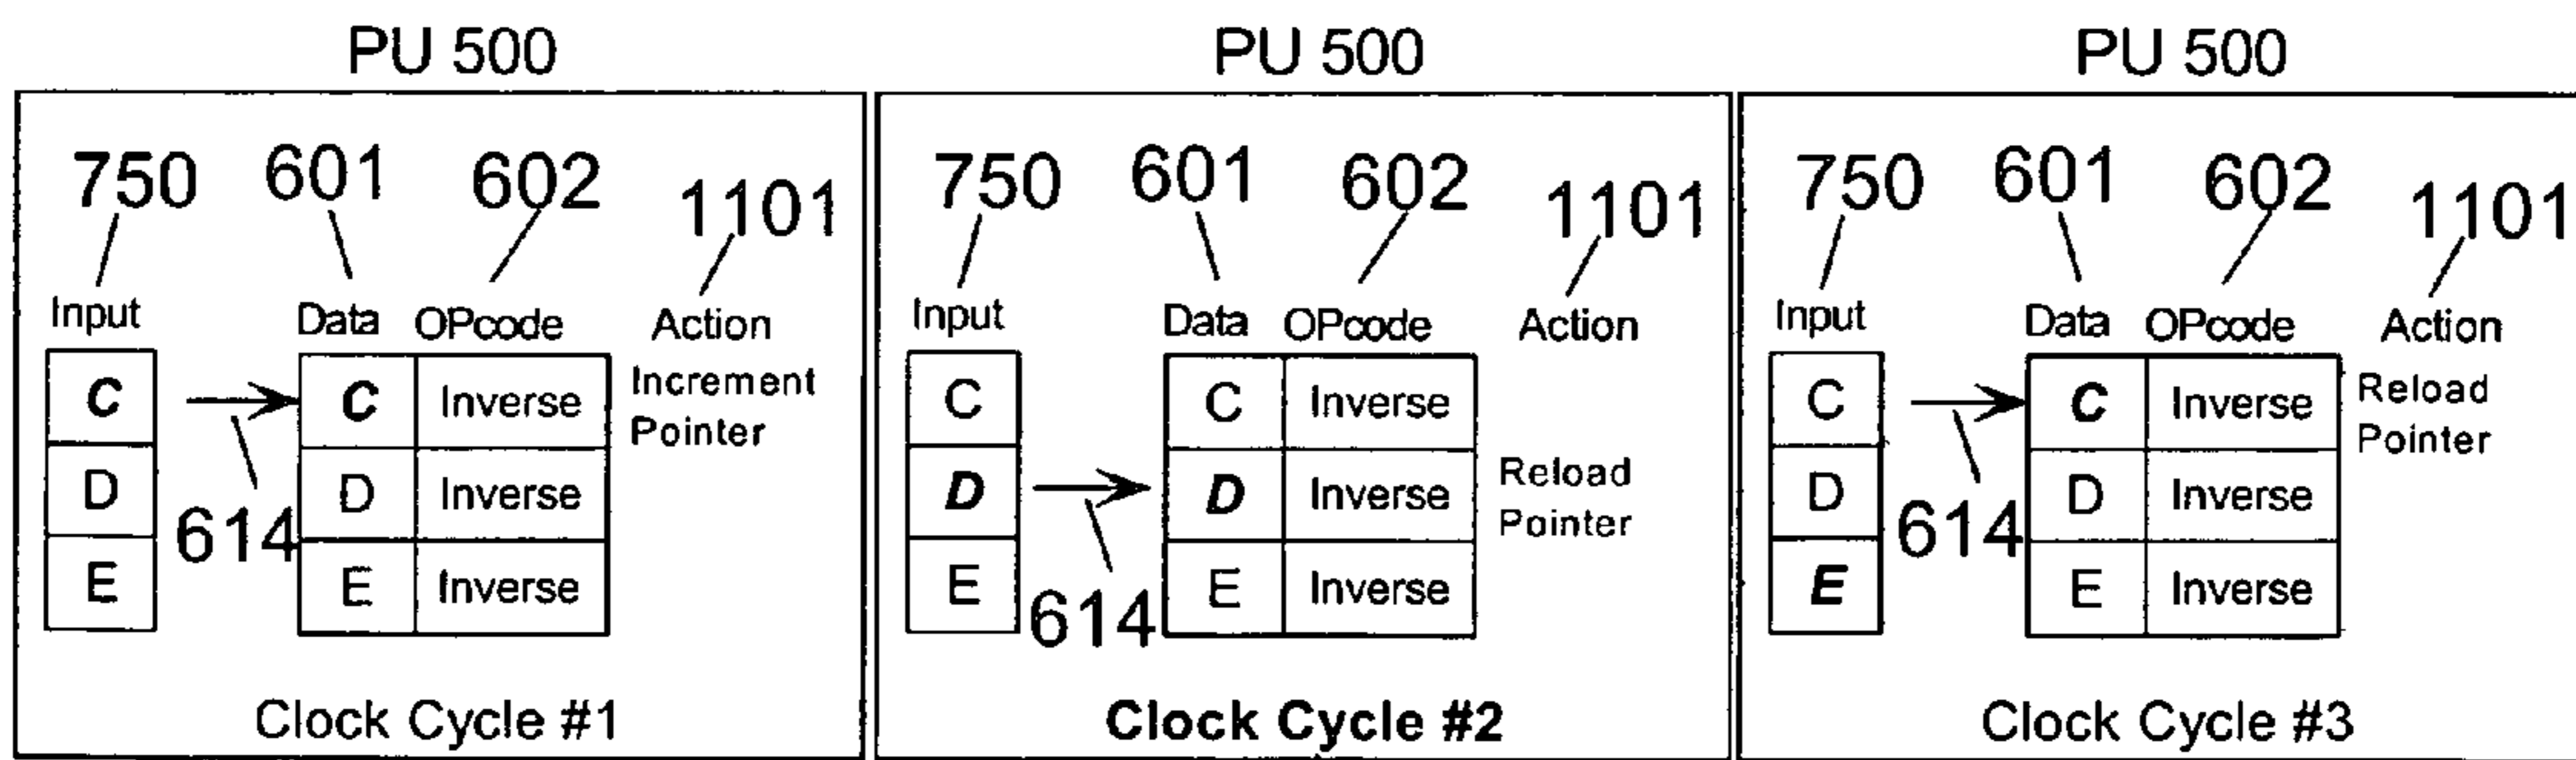 PU 500 PU 500 PU 500
750 601 602 1101 750 601 602 1101 750 601 602 1101
Input Data OPcode Action Input Data OPcode Action Input Data OPcode Action
C C Inverse Increment Pointer C C Inverse C C Inverse Reload Pointer
D D Inverse D D Inverse Reload Pointer D D Inverse
614 614 614
E E Inverse E E Inverse E E Inverse
Clock Cycle #1 Clock Cycle #2 Clock Cycle #3